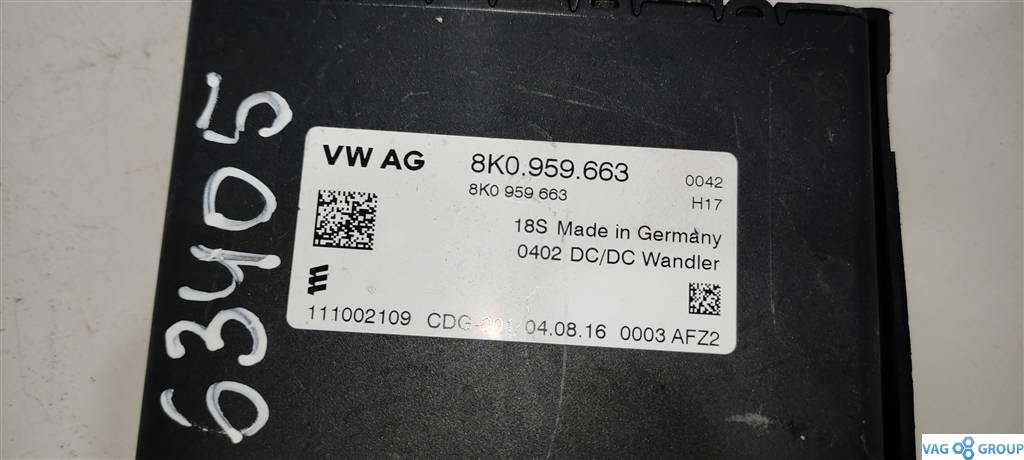 63405
VW AG 8K0.959.663 0042
8K0 959 663 H17
18S Made in Germany
0402 DC/DC Wandler
111002109 04.08.16 0003 AFZ2
VAG GROUP